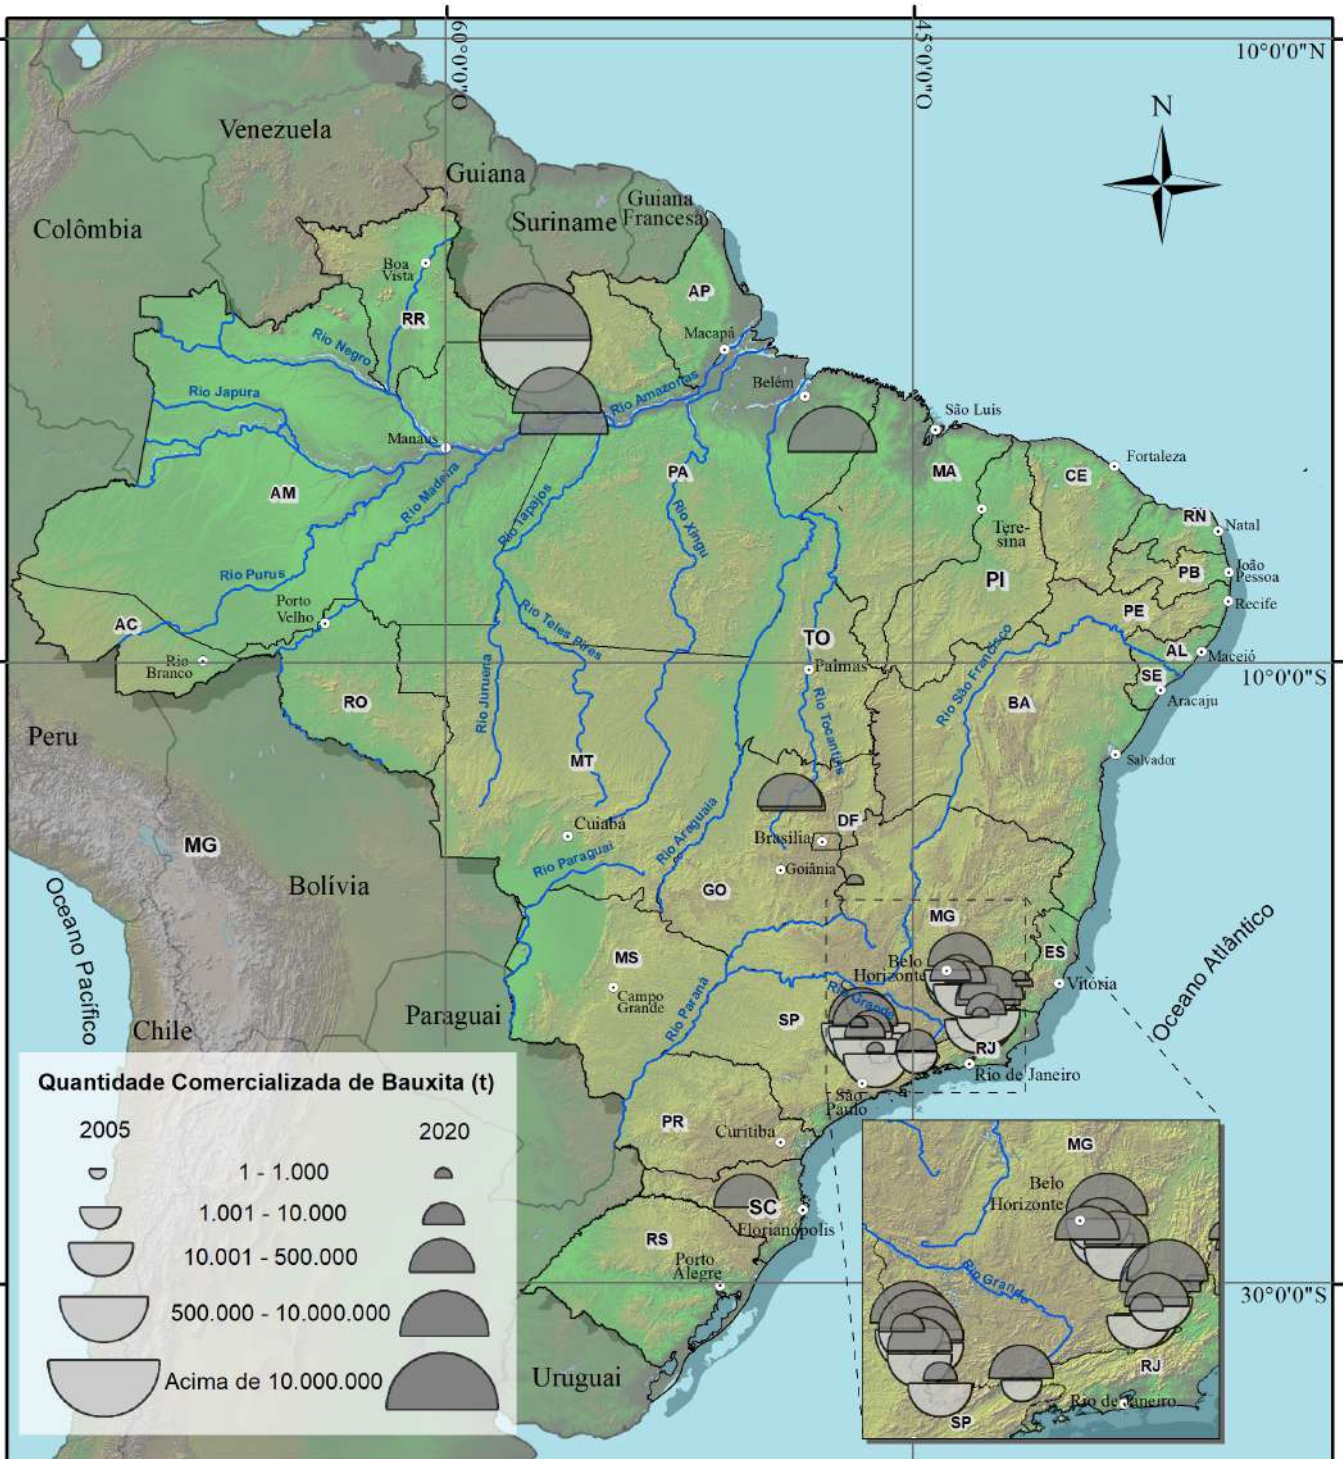 60°0'0"O
45°0'0"O
10°0'0"N
N
Venezuela
Guiana
Guiana
Francesa
Suriname
Colômbia
Boa
Vista
AP
RR
Macapá
Rio Negro
Belém
Rio Japura
Rio Amazonas
São Luis
Manaus
Fortaleza
PA
MA
CE
AM
Rio Madeira
RN
Natal
Rio Tapajos
Rio Xingu
Tere-
sina
João
Pessoa
PB
Rio Purus
PI
Recife
Porto
Velho
PE
AC
Rio Teles Pires
TO
AL
Maceió
Rio
Branco
Palmas
10°0'0"S
SE
Aracaju
RO
Rio Juruena
Rio Tocantins
Rio São Francisco
BA
Peru
MT
Salvador
DF
Cuiabá
Brasília
MG
Rio Paraguai
Rio Araguaia
Goiânia
Bolívia
GO
MG
Oceano Pacífico
Oceano Atlântico
MS
Belo
Horizonte
ES
Vitória
Campo
Grande
Rio Paraná
Rio Grande
Paraguai
SP
Chile
RJ
Rio de Janeiro
São
Paulo
PR
Curitiba
SC
Florianópolis
RS
Porto
Alegre
30°0'0"S
Uruguai
Quantidade Comercializada de Bauxita (t)
2005
2020
1 - 1.000
1.001 - 10.000
10.001 - 500.000
500.000 - 10.000.000
Acima de 10.000.000
MG
Belo
Horizonte
Rio Grande
RJ
Rio de Janeiro
SP